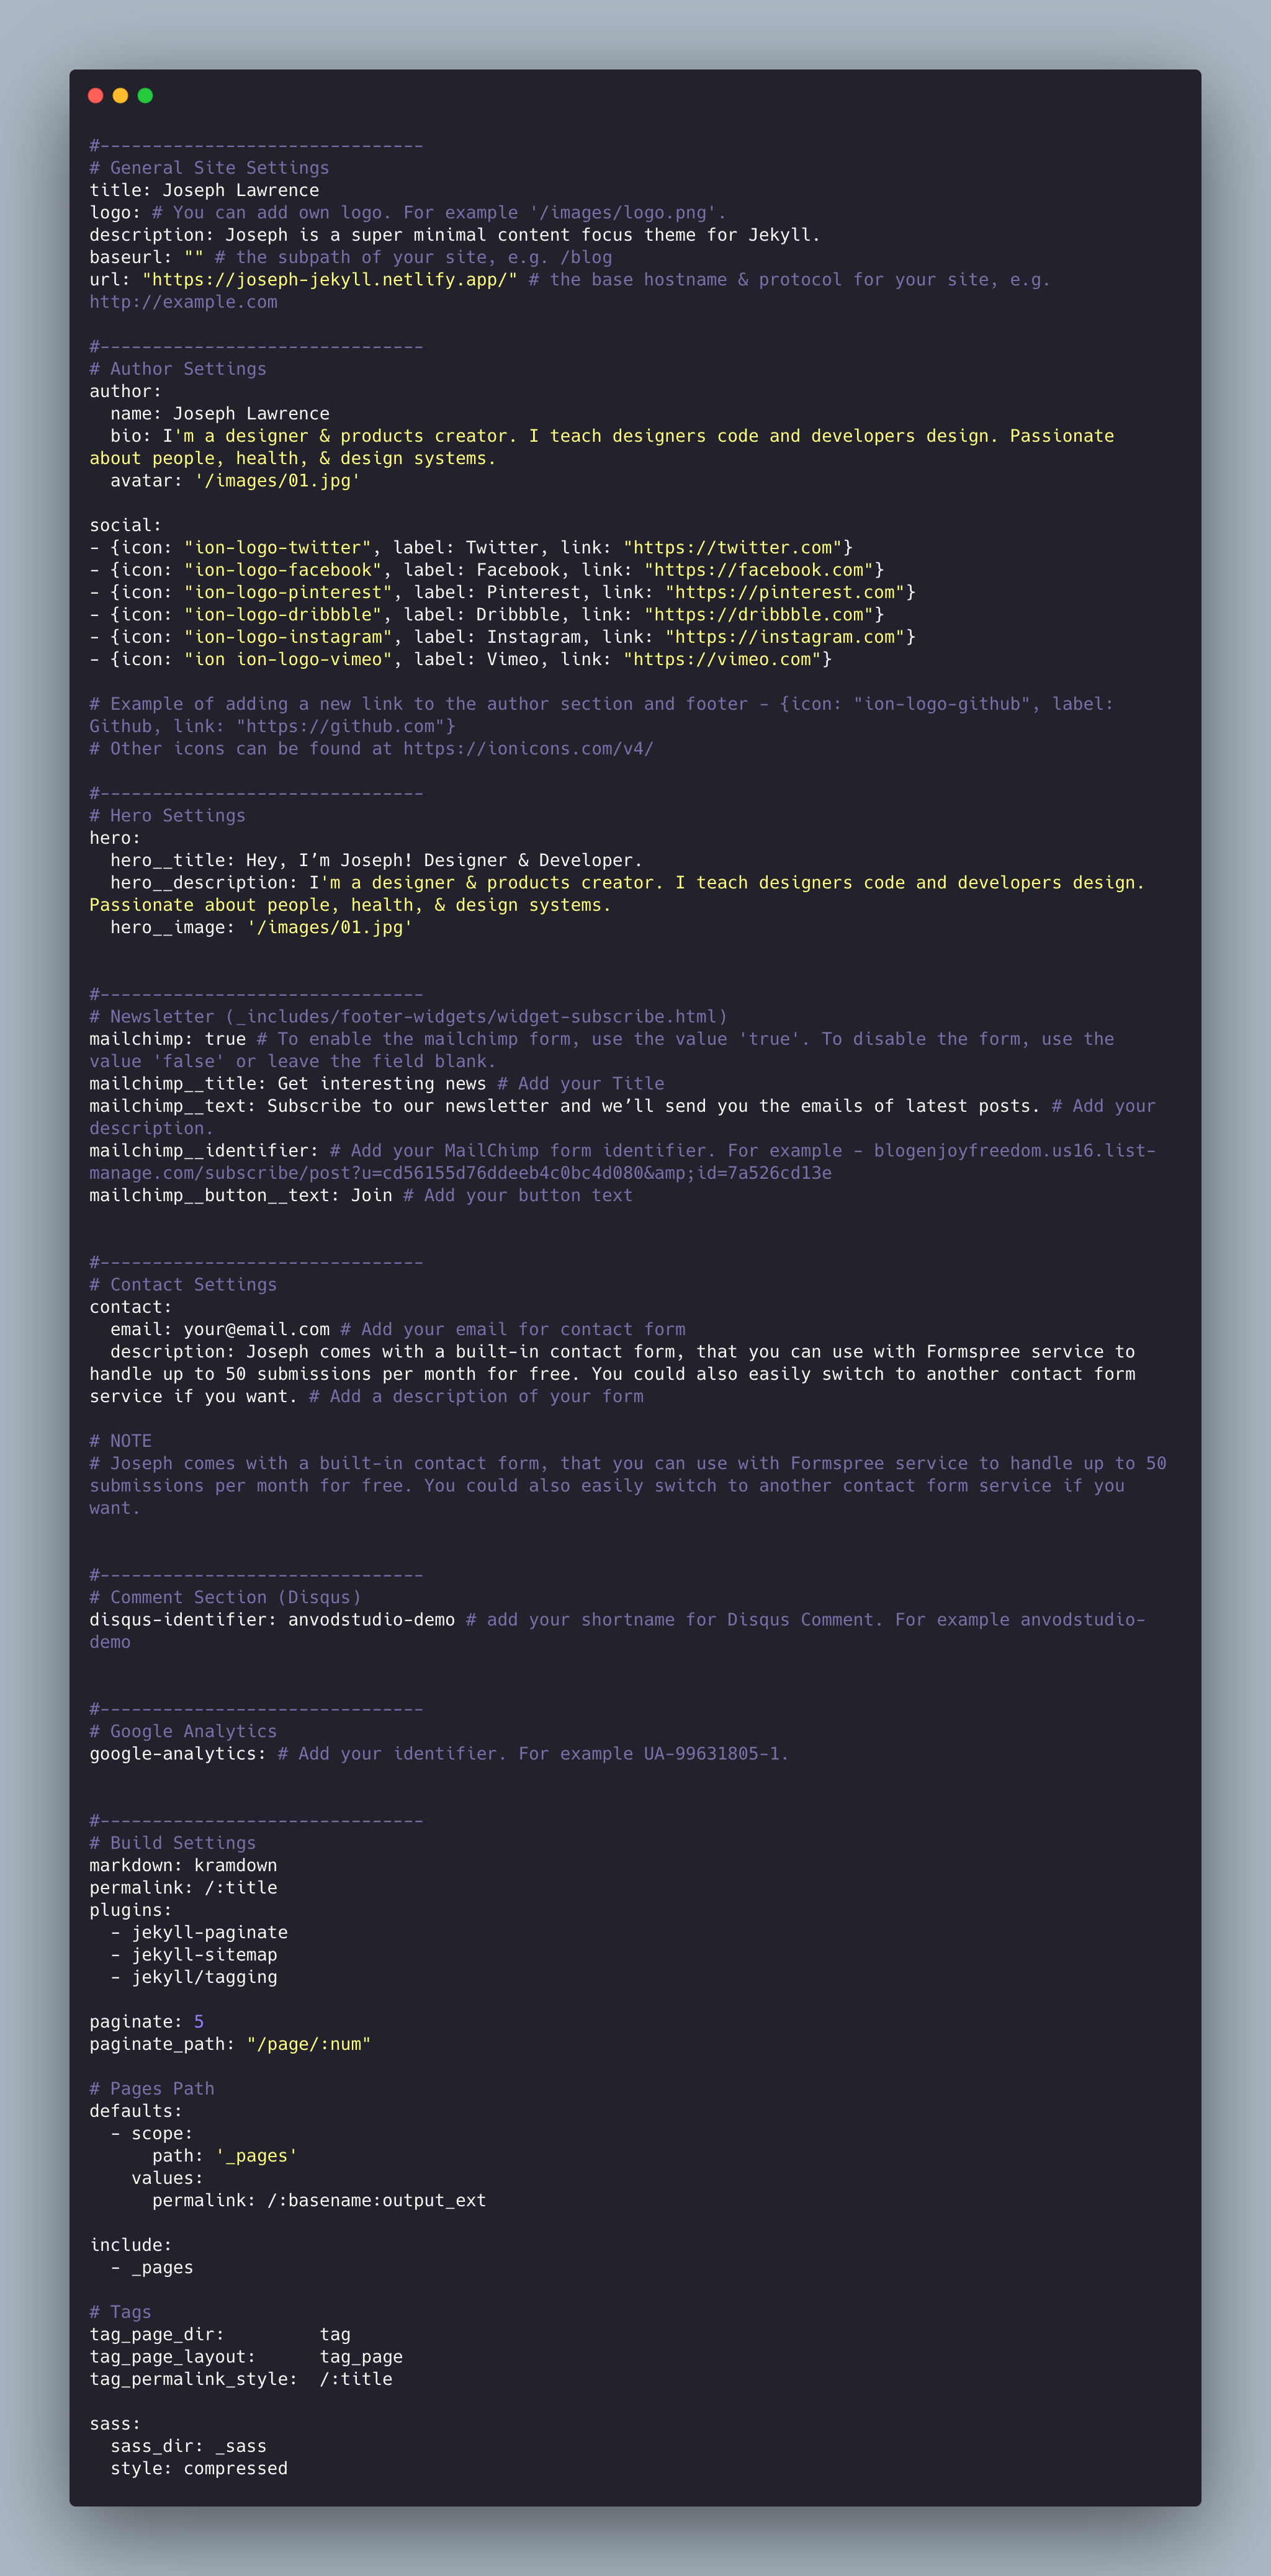 #-------------------------------
# General Site Settings
title: Joseph Lawrence
logo: # You can add own logo. For example '/images/logo.png'.
description: Joseph is a super minimal content focus theme for Jekyll.
baseurl: "" # the subpath of your site, e.g. /blog
url: "https://joseph-jekyll.netlify.app/" # the base hostname & protocol for your site, e.g.
http://example.com

#-------------------------------
# Author Settings
author:
  name: Joseph Lawrence
  bio: I'm a designer & products creator. I teach designers code and developers design. Passionate
about people, health, & design systems.
  avatar: '/images/01.jpg'

social:
- {icon: "ion-logo-twitter", label: Twitter, link: "https://twitter.com"}
- {icon: "ion-logo-facebook", label: Facebook, link: "https://facebook.com"}
- {icon: "ion-logo-pinterest", label: Pinterest, link: "https://pinterest.com"}
- {icon: "ion-logo-dribbble", label: Dribbble, link: "https://dribbble.com"}
- {icon: "ion-logo-instagram", label: Instagram, link: "https://instagram.com"}
- {icon: "ion ion-logo-vimeo", label: Vimeo, link: "https://vimeo.com"}

# Example of adding a new link to the author section and footer - {icon: "ion-logo-github", label:
Github, link: "https://github.com"}
# Other icons can be found at https://ionicons.com/v4/

#-------------------------------
# Hero Settings
hero:
  hero__title: Hey, I’m Joseph! Designer & Developer.
  hero__description: I'm a designer & products creator. I teach designers code and developers design.
Passionate about people, health, & design systems.
  hero__image: '/images/01.jpg'


#-------------------------------
# Newsletter (_includes/footer-widgets/widget-subscribe.html)
mailchimp: true # To enable the mailchimp form, use the value 'true'. To disable the form, use the
value 'false' or leave the field blank.
mailchimp__title: Get interesting news # Add your Title
mailchimp__text: Subscribe to our newsletter and we’ll send you the emails of latest posts. # Add your
description.
mailchimp__identifier: # Add your MailChimp form identifier. For example - blogenjoyfreedom.us16.list-
manage.com/subscribe/post?u=cd56155d76ddeeb4c0bc4d080&amp;id=7a526cd13e
mailchimp__button__text: Join # Add your button text


#-------------------------------
# Contact Settings
contact:
  email: your@email.com # Add your email for contact form
  description: Joseph comes with a built-in contact form, that you can use with Formspree service to
handle up to 50 submissions per month for free. You could also easily switch to another contact form
service if you want. # Add a description of your form

# NOTE
# Joseph comes with a built-in contact form, that you can use with Formspree service to handle up to 50
submissions per month for free. You could also easily switch to another contact form service if you
want.


#-------------------------------
# Comment Section (Disqus)
disqus-identifier: anvodstudio-demo # add your shortname for Disqus Comment. For example anvodstudio-
demo


#-------------------------------
# Google Analytics
google-analytics: # Add your identifier. For example UA-99631805-1.


#-------------------------------
# Build Settings
markdown: kramdown
permalink: /:title
plugins:
  - jekyll-paginate
  - jekyll-sitemap
  - jekyll/tagging

paginate: 5
paginate_path: "/page/:num"

# Pages Path
defaults:
  - scope:
      path: '_pages'
    values:
      permalink: /:basename:output_ext

include:
  - _pages

# Tags
tag_page_dir:         tag
tag_page_layout:      tag_page
tag_permalink_style:  /:title

sass:
  sass_dir: _sass
  style: compressed